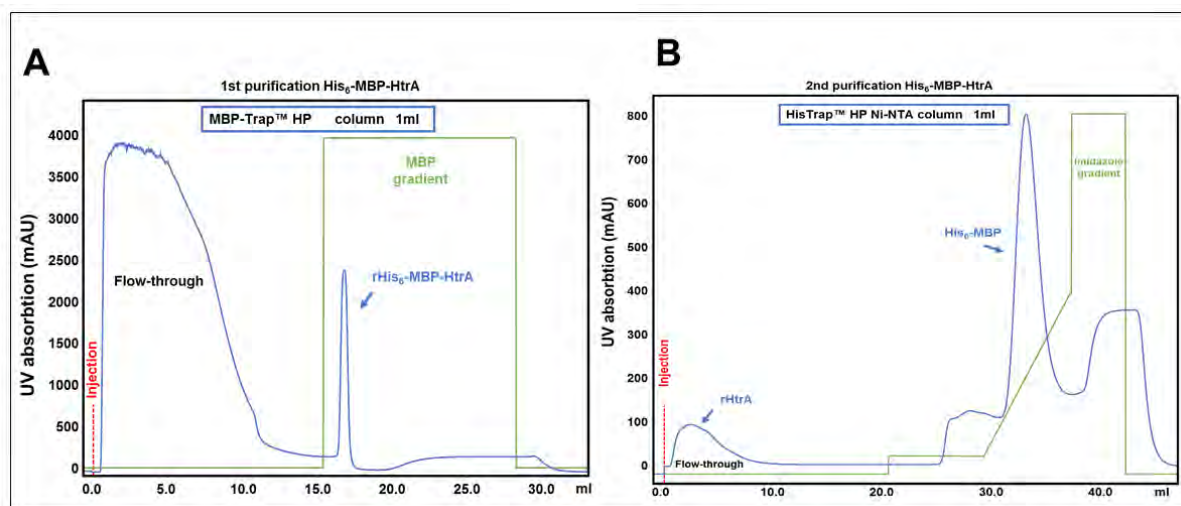 A
1st purification His₆-MBP-HtrA
MBP-Trap™ HP column 1ml
UV absorbtion (mAU)
4000
3500
3000
2500
2000
1500
1000
500
0
MBP
gradient
Flow-through
rHis₆-MBP-HtrA
Injection
0.0 5.0 10.0 15.0 20.0 25.0 30.0 ml
B
2nd purification His₆-MBP-HtrA
HisTrap™ HP Ni-NTA column 1ml
UV absorbtion (mAU)
800
700
600
500
400
300
200
100
0
Imidazole
gradient
His₆-MBP
rHtrA
Injection
Flow-through
0.0 10.0 20.0 30.0 40.0 ml